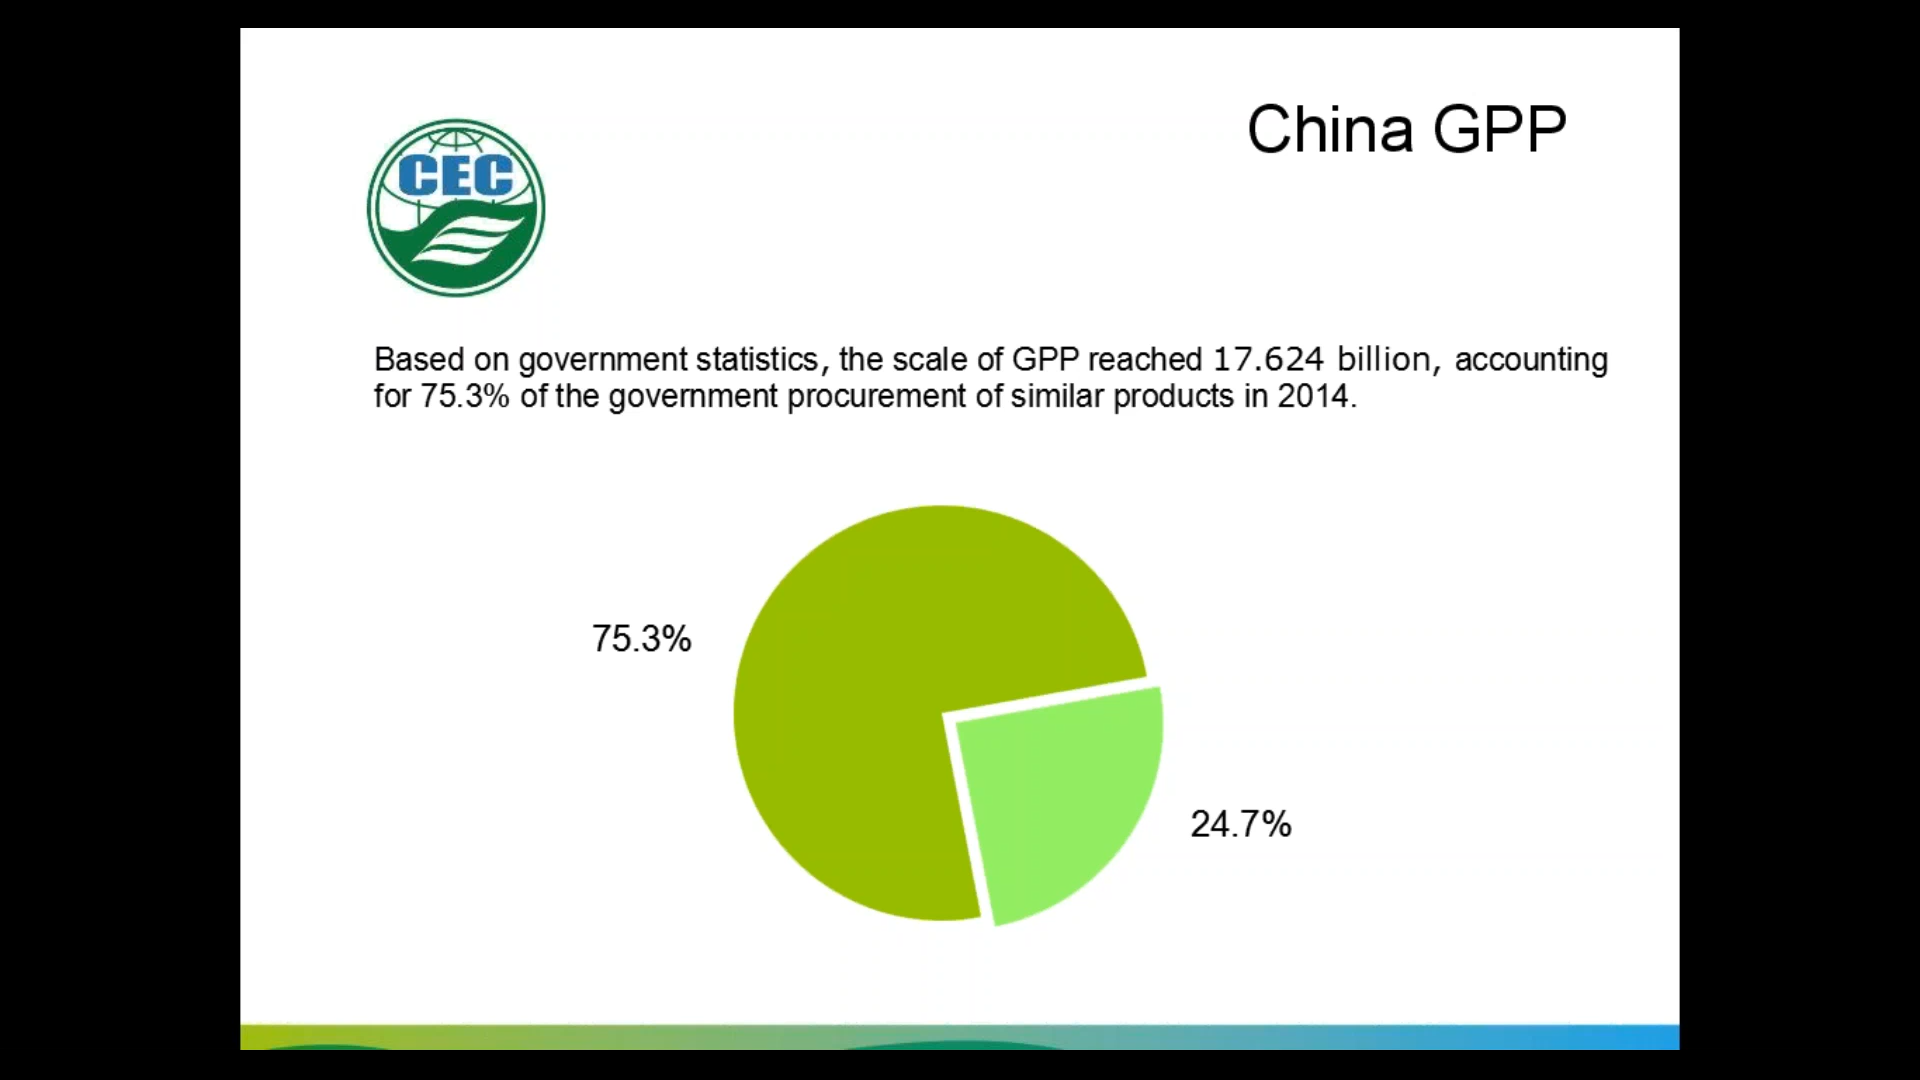 China GPP
CEC
Based on government statistics, the scale of GPP reached 17.624 billion, accounting
for 75.3% of the government procurement of similar products in 2014.
75.3%
24.7%